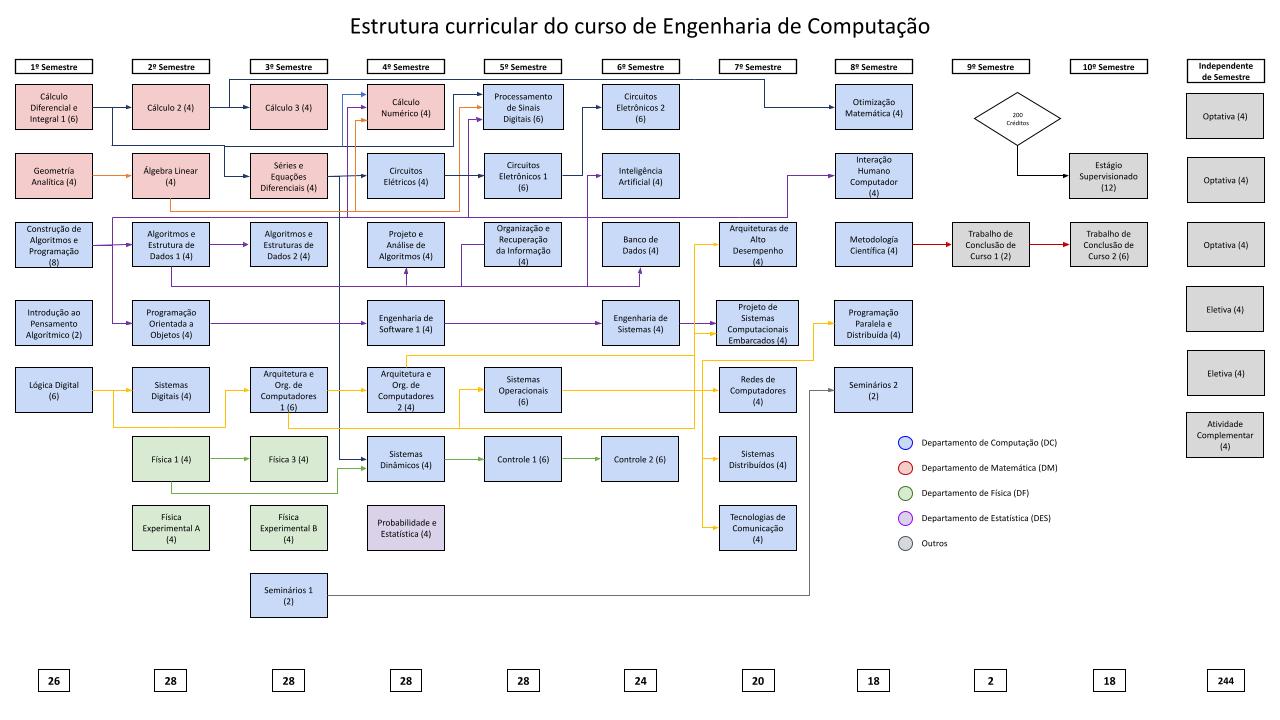 Estrutura curricular do curso de Engenharia de Computação
1º Semestre
2º Semestre
3º Semestre
4º Semestre
5º Semestre
6º Semestre
7º Semestre
8º Semestre
9º Semestre
10º Semestre
Independente
de Semestre
Cálculo
Diferencial e
Integral 1 (6)
Cálculo 2 (4)
Cálculo 3 (4)
Cálculo
Numérico (4)
Processamento
de Sinais
Digitais (6)
Circuitos
Eletrônicos 2
(6)
Otimização
Matemática (4)
200
Créditos
Optativa (4)
Geometria
Analítica (4)
Álgebra Linear
(4)
Séries e
Equações
Diferenciais (4)
Circuitos
Elétricos (4)
Circuitos
Eletrônicos 1
(6)
Inteligência
Artificial (4)
Interação
Humano
Computador
(4)
Estágio
Supervisionado
(12)
Optativa (4)
Construção de
Algoritmos e
Programação
(8)
Algoritmos e
Estrutura de
Dados 1 (4)
Algoritmos e
Estruturas de
Dados 2 (4)
Projeto e
Análise de
Algoritmos (4)
Organização e
Recuperação
da Informação
(4)
Banco de
Dados (4)
Arquiteturas de
Alto
Desempenho
(4)
Metodologia
Científica (4)
Trabalho de
Conclusão de
Curso 1 (2)
Trabalho de
Conclusão de
Curso 2 (6)
Optativa (4)
Introdução ao
Pensamento
Algorítmico (2)
Programação
Orientada a
Objetos (4)
Engenharia de
Software 1 (4)
Engenharia de
Sistemas (4)
Projeto de
Sistemas
Computacionais
Embarcados (4)
Programação
Paralela e
Distribuída (4)
Eletiva (4)
Lógica Digital
(6)
Sistemas
Digitais (4)
Arquitetura e
Org. de
Computadores
1 (6)
Arquitetura e
Org. de
Computadores
2 (4)
Sistemas
Operacionais
(6)
Redes de
Computadores
(4)
Seminários 2
(2)
Eletiva (4)
Física 1 (4)
Física 3 (4)
Sistemas
Dinâmicos (4)
Controle 1 (6)
Controle 2 (6)
Sistemas
Distribuídos (4)
Atividade
Complementar
(4)
Física
Experimental A
(4)
Física
Experimental B
(4)
Probabilidade e
Estatística (4)
Tecnologias de
Comunicação
(4)
Seminários 1
(2)
Departamento de Computação (DC)
Departamento de Matemática (DM)
Departamento de Física (DF)
Departamento de Estatística (DES)
Outros
26
28
28
28
28
24
20
18
2
18
244